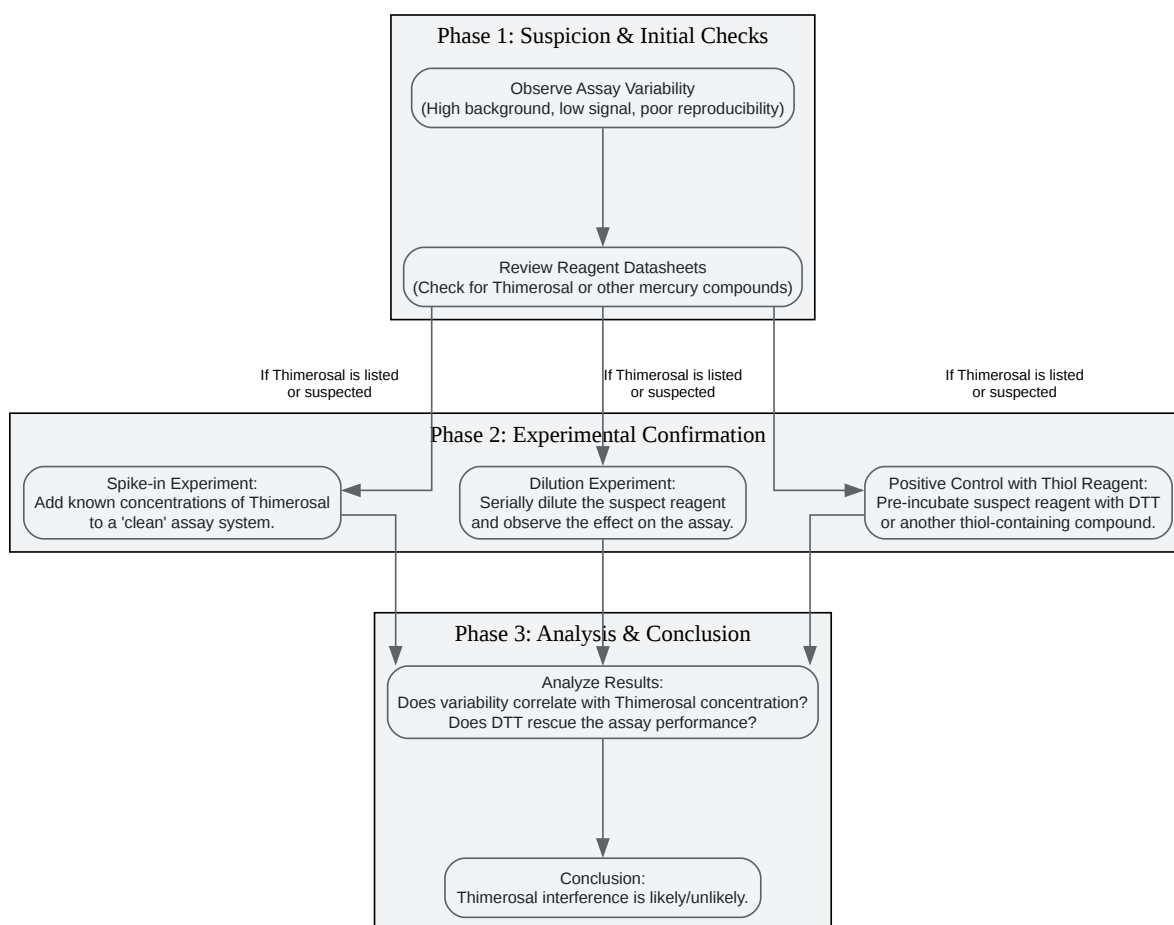 Phase 1: Suspicion & Initial Checks
Observe Assay Variability
(High background, low signal, poor reproducibility)
Review Reagent Datasheets
(Check for Thimerosal or other mercury compounds)
If Thimerosal is listed
or suspected
If Thimerosal is listed
or suspected
If Thimerosal is listed
or suspected
Phase 2: Experimental Confirmation
Spike-in Experiment:
Add known concentrations of Thimerosal
to a 'clean' assay system.
Dilution Experiment:
Serially dilute the suspect reagent
and observe the effect on the assay.
Positive Control with Thiol Reagent:
Pre-incubate suspect reagent with DTT
or another thiol-containing compound.
Phase 3: Analysis & Conclusion
Analyze Results:
Does variability correlate with Thimerosal concentration?
Does DTT rescue the assay performance?
Conclusion:
Thimerosal interference is likely/unlikely.